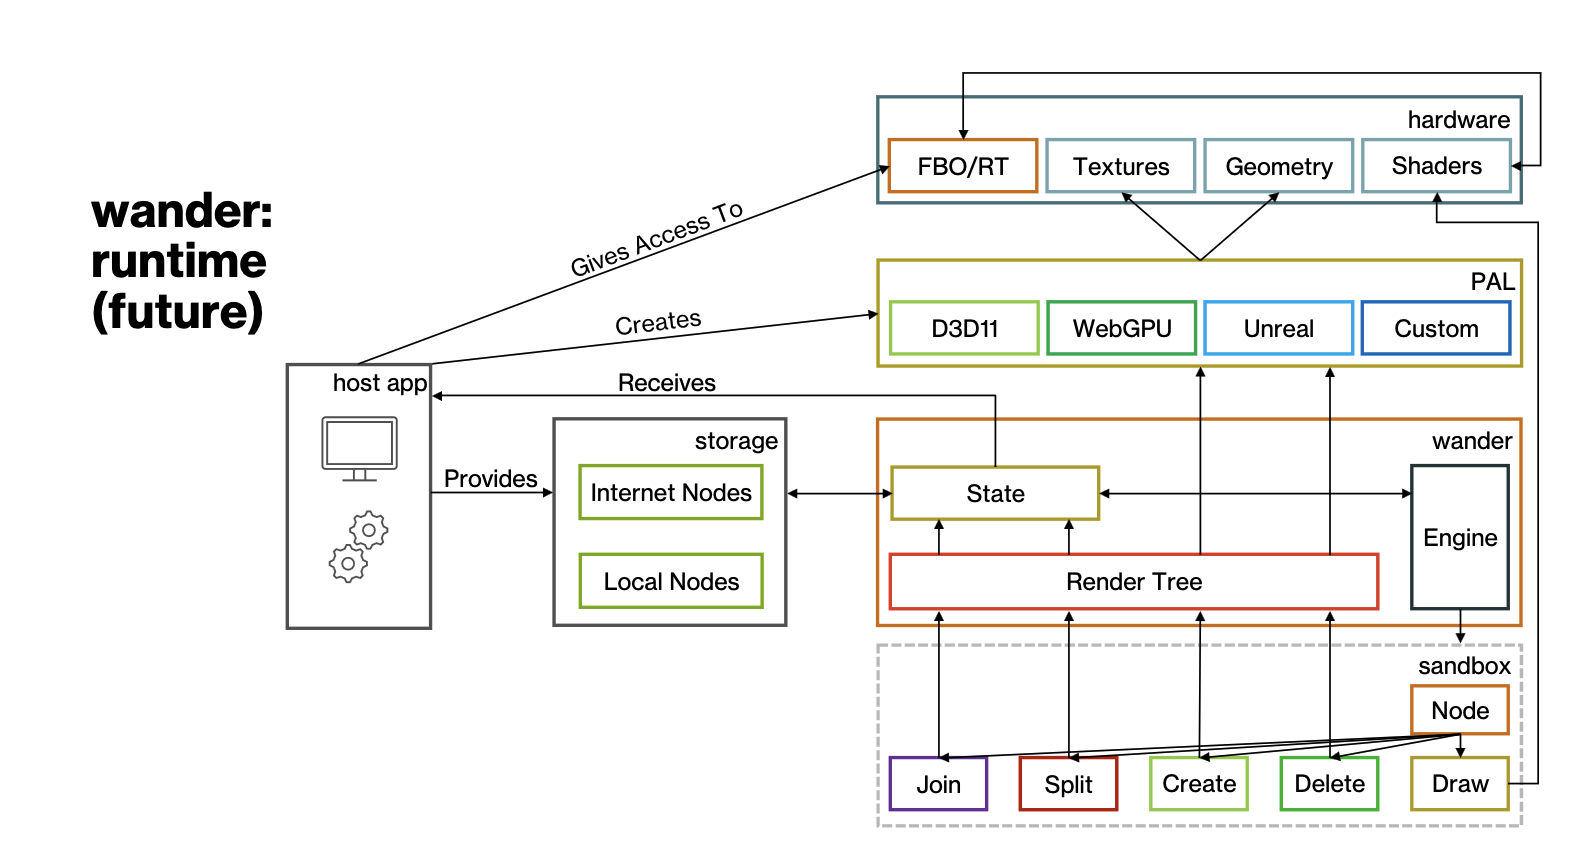 wander:
runtime
(future)
hardware
FBO/RT
Textures
Geometry
Shaders
Gives Access To
PAL
D3D11
WebGPU
Unreal
Custom
Creates
host app
Receives
Provides
storage
Internet Nodes
Local Nodes
wander
State
Engine
Render Tree
sandbox
Node
Join
Split
Create
Delete
Draw